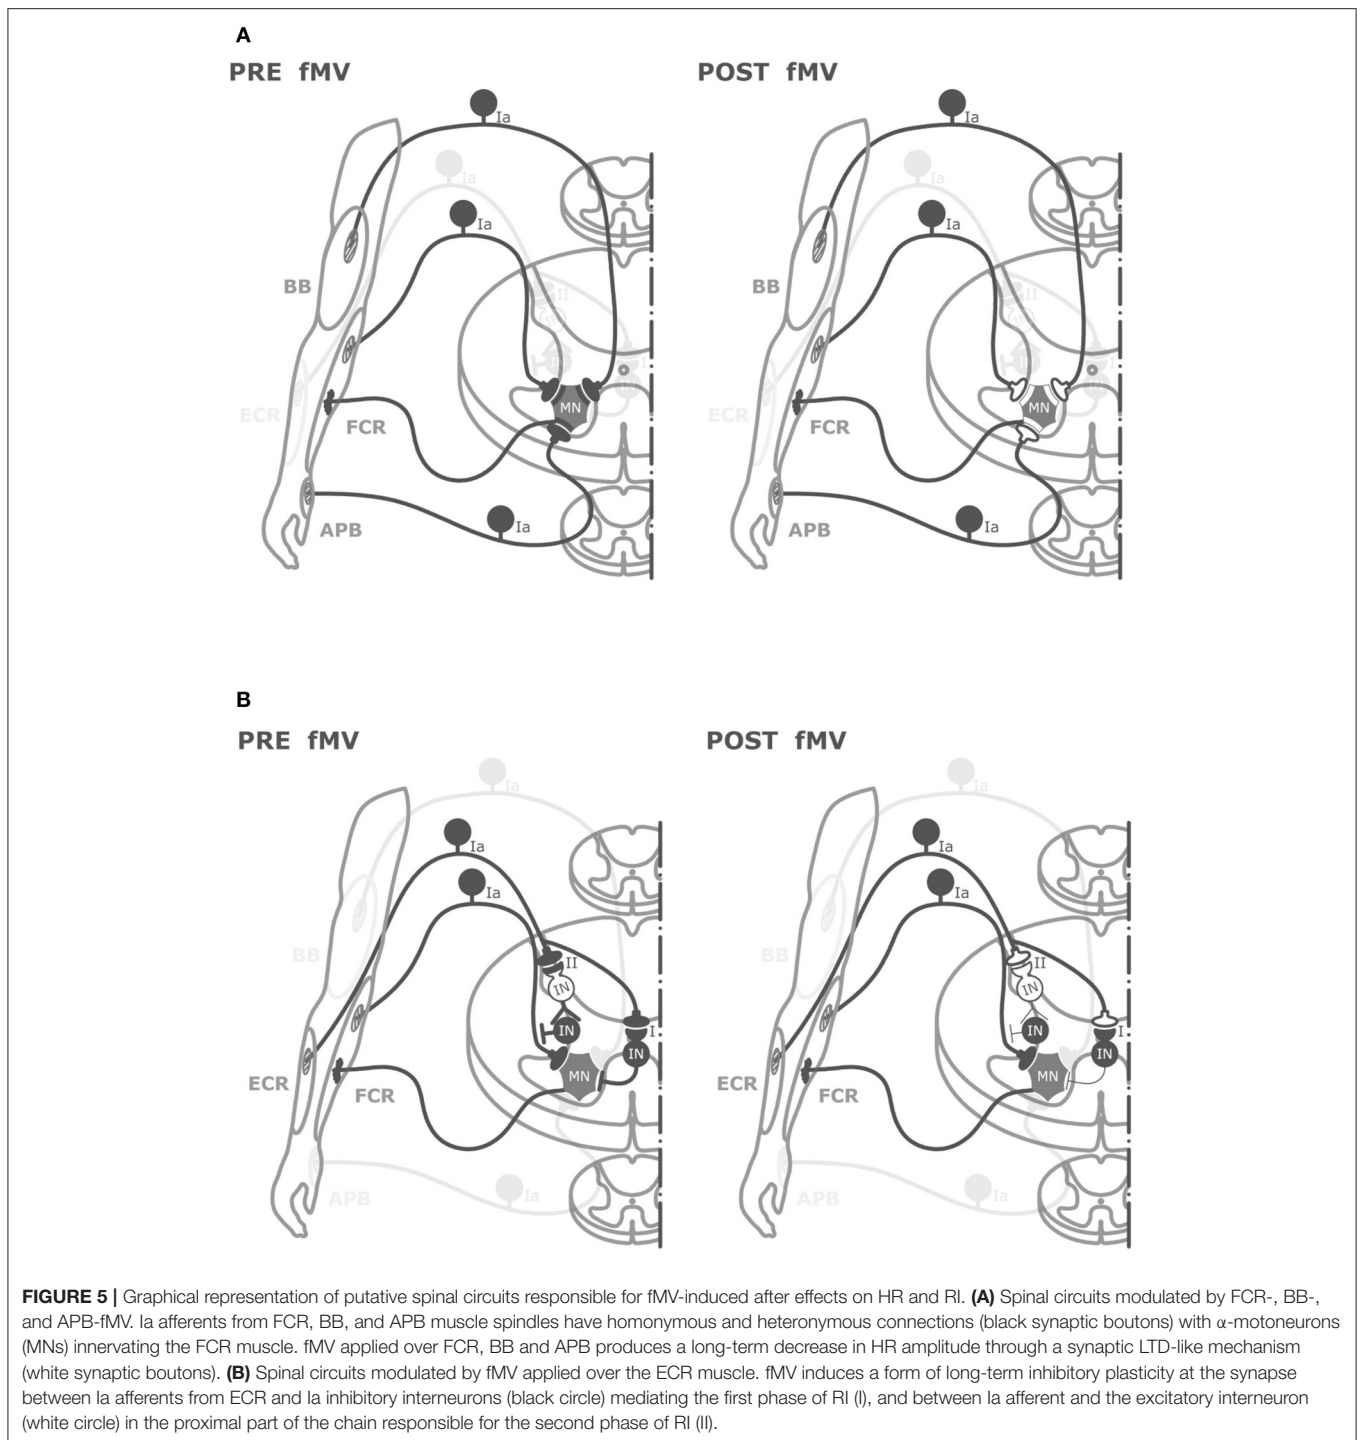 A
PRE fMV
POST fMV
Ia
Ia
Ia
Ia
Ia
Ia
II
II
BB
BB
I
I
MN
MN
ECR
ECR
FCR
FCR
APB
APB
Ia
Ia
B
PRE fMV
POST fMV
Ia
Ia
Ia
Ia
Ia
Ia
BB
BB
II
II
IN
IN
IN
IN
I
I
IN
IN
MN
MN
ECR
ECR
FCR
FCR
APB
APB
Ia
Ia
FIGURE 5 | Graphical representation of putative spinal circuits responsible for fMV-induced after effects on HR and RI. (A) Spinal circuits modulated by FCR-, BB-,
and APB-fMV. Ia afferents from FCR, BB, and APB muscle spindles have homonymous and heteronymous connections (black synaptic boutons) with α-motoneurons
(MNs) innervating the FCR muscle. fMV applied over FCR, BB and APB produces a long-term decrease in HR amplitude through a synaptic LTD-like mechanism
(white synaptic boutons). (B) Spinal circuits modulated by fMV applied over the ECR muscle. fMV induces a form of long-term inhibitory plasticity at the synapse
between Ia afferents from ECR and Ia inhibitory interneurons (black circle) mediating the first phase of RI (I), and between Ia afferent and the excitatory interneuron
(white circle) in the proximal part of the chain responsible for the second phase of RI (II).